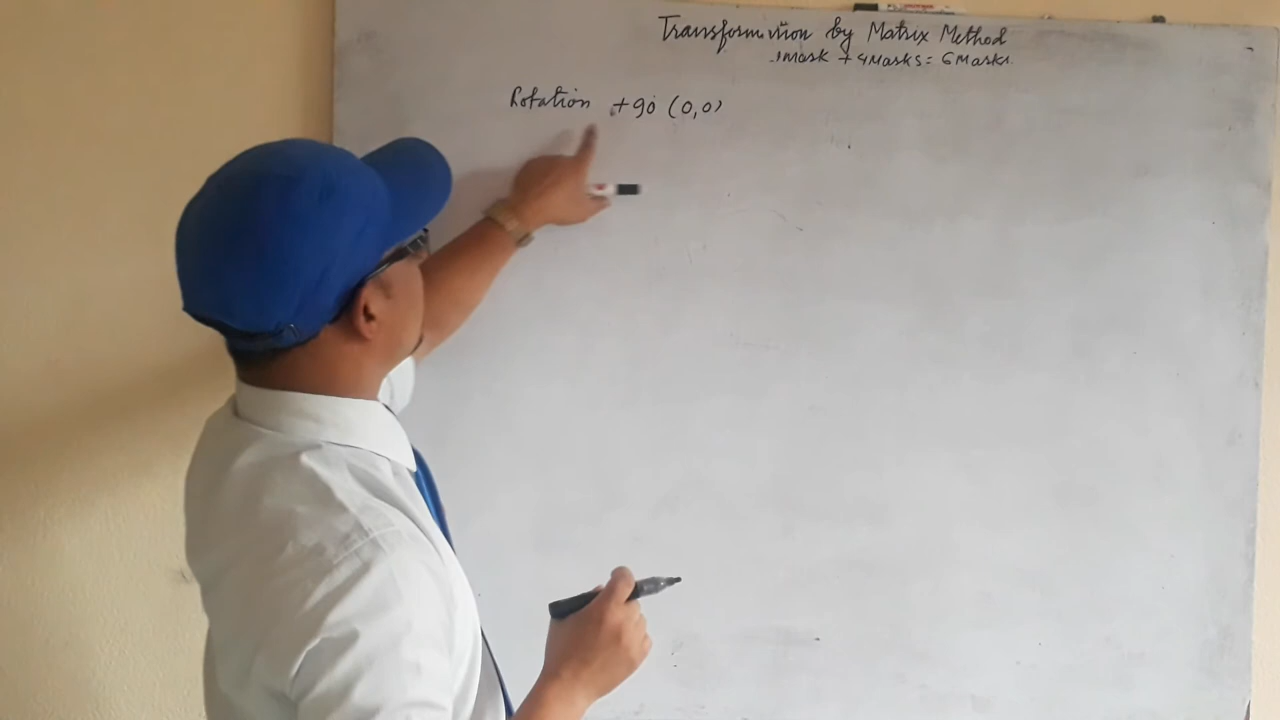 Transformation by Matrix Method
1mark + 4Marks = 6Marks
Rotation +90° (0,0)